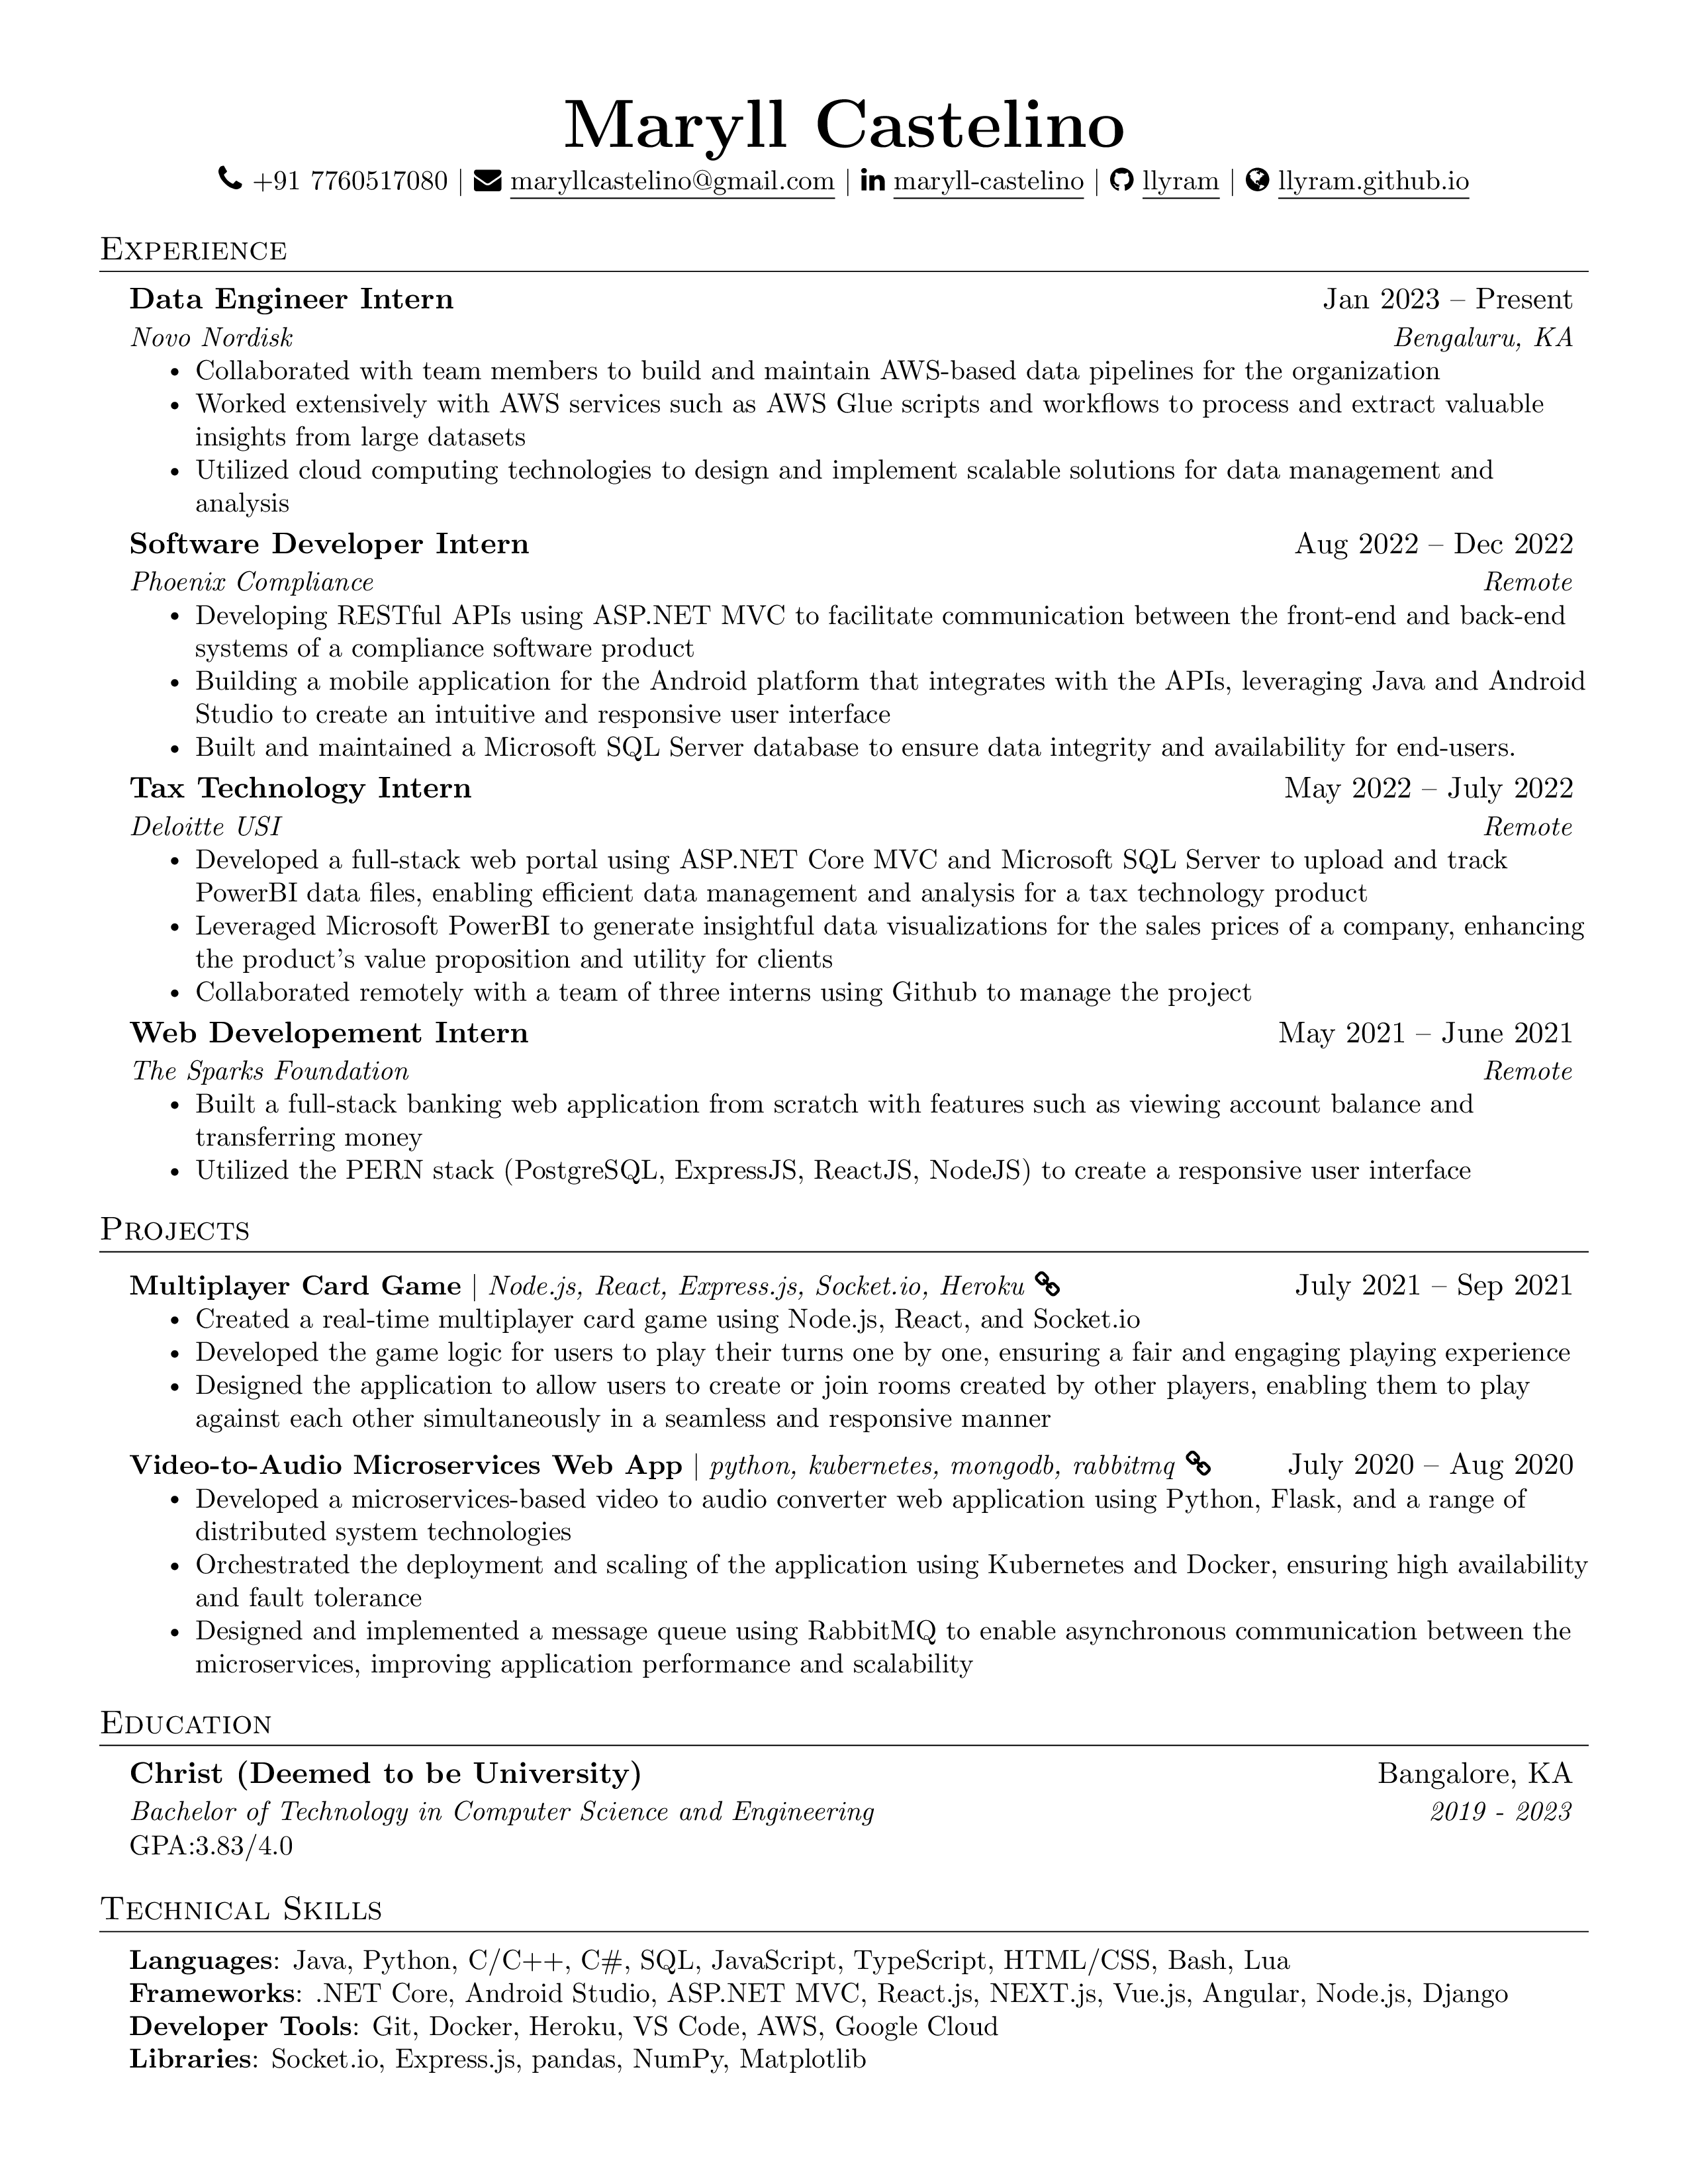 Maryll Castelino
+91 7760517080 | maryllcastelino@gmail.com | maryll-castelino | llyram | llyram.github.io
Experience
Data Engineer Intern Jan 2023 – Present
Novo Nordisk Bengaluru, KA
• Collaborated with team members to build and maintain AWS-based data pipelines for the organization
• Worked extensively with AWS services such as AWS Glue scripts and workflows to process and extract valuable
insights from large datasets
• Utilized cloud computing technologies to design and implement scalable solutions for data management and
analysis
Software Developer Intern Aug 2022 – Dec 2022
Phoenix Compliance Remote
• Developing RESTful APIs using ASP.NET MVC to facilitate communication between the front-end and back-end
systems of a compliance software product
• Building a mobile application for the Android platform that integrates with the APIs, leveraging Java and Android
Studio to create an intuitive and responsive user interface
• Built and maintained a Microsoft SQL Server database to ensure data integrity and availability for end-users.
Tax Technology Intern May 2022 – July 2022
Deloitte USI Remote
• Developed a full-stack web portal using ASP.NET Core MVC and Microsoft SQL Server to upload and track
PowerBI data files, enabling efficient data management and analysis for a tax technology product
• Leveraged Microsoft PowerBI to generate insightful data visualizations for the sales prices of a company, enhancing
the product's value proposition and utility for clients
• Collaborated remotely with a team of three interns using Github to manage the project
Web Developement Intern May 2021 – June 2021
The Sparks Foundation Remote
• Built a full-stack banking web application from scratch with features such as viewing account balance and
transferring money
• Utilized the PERN stack (PostgreSQL, ExpressJS, ReactJS, NodeJS) to create a responsive user interface
Projects
Multiplayer Card Game | Node.js, React, Express.js, Socket.io, Heroku July 2021 – Sep 2021
• Created a real-time multiplayer card game using Node.js, React, and Socket.io
• Developed the game logic for users to play their turns one by one, ensuring a fair and engaging playing experience
• Designed the application to allow users to create or join rooms created by other players, enabling them to play
against each other simultaneously in a seamless and responsive manner
Video-to-Audio Microservices Web App | python, kubernetes, mongodb, rabbitmq July 2020 – Aug 2020
• Developed a microservices-based video to audio converter web application using Python, Flask, and a range of
distributed system technologies
• Orchestrated the deployment and scaling of the application using Kubernetes and Docker, ensuring high availability
and fault tolerance
• Designed and implemented a message queue using RabbitMQ to enable asynchronous communication between the
microservices, improving application performance and scalability
Education
Christ (Deemed to be University) Bangalore, KA
Bachelor of Technology in Computer Science and Engineering 2019 - 2023
GPA:3.83/4.0
Technical Skills
Languages: Java, Python, C/C++, C#, SQL, JavaScript, TypeScript, HTML/CSS, Bash, Lua
Frameworks: .NET Core, Android Studio, ASP.NET MVC, React.js, NEXT.js, Vue.js, Angular, Node.js, Django
Developer Tools: Git, Docker, Heroku, VS Code, AWS, Google Cloud
Libraries: Socket.io, Express.js, pandas, NumPy, Matplotlib